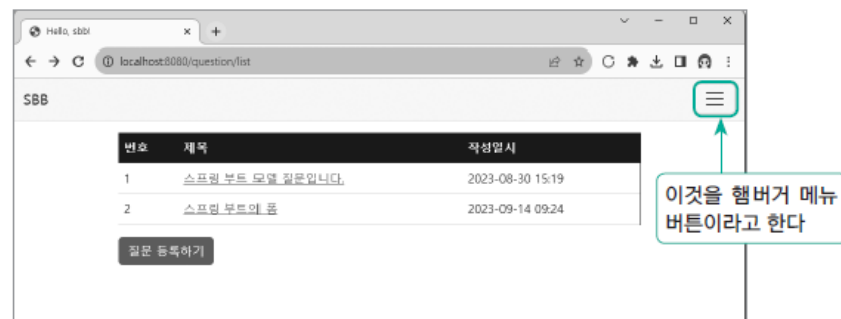 Hello, sbb!
localhost:8080/question/list
SBB
번호 제목 작성일시
1 스프링 부트 모델 질문입니다. 2023-08-30 15:19
2 스프링 부트의 폼 2023-09-14 09:24
질문 등록하기
이것을 햄버거 메뉴
버튼이라고 한다